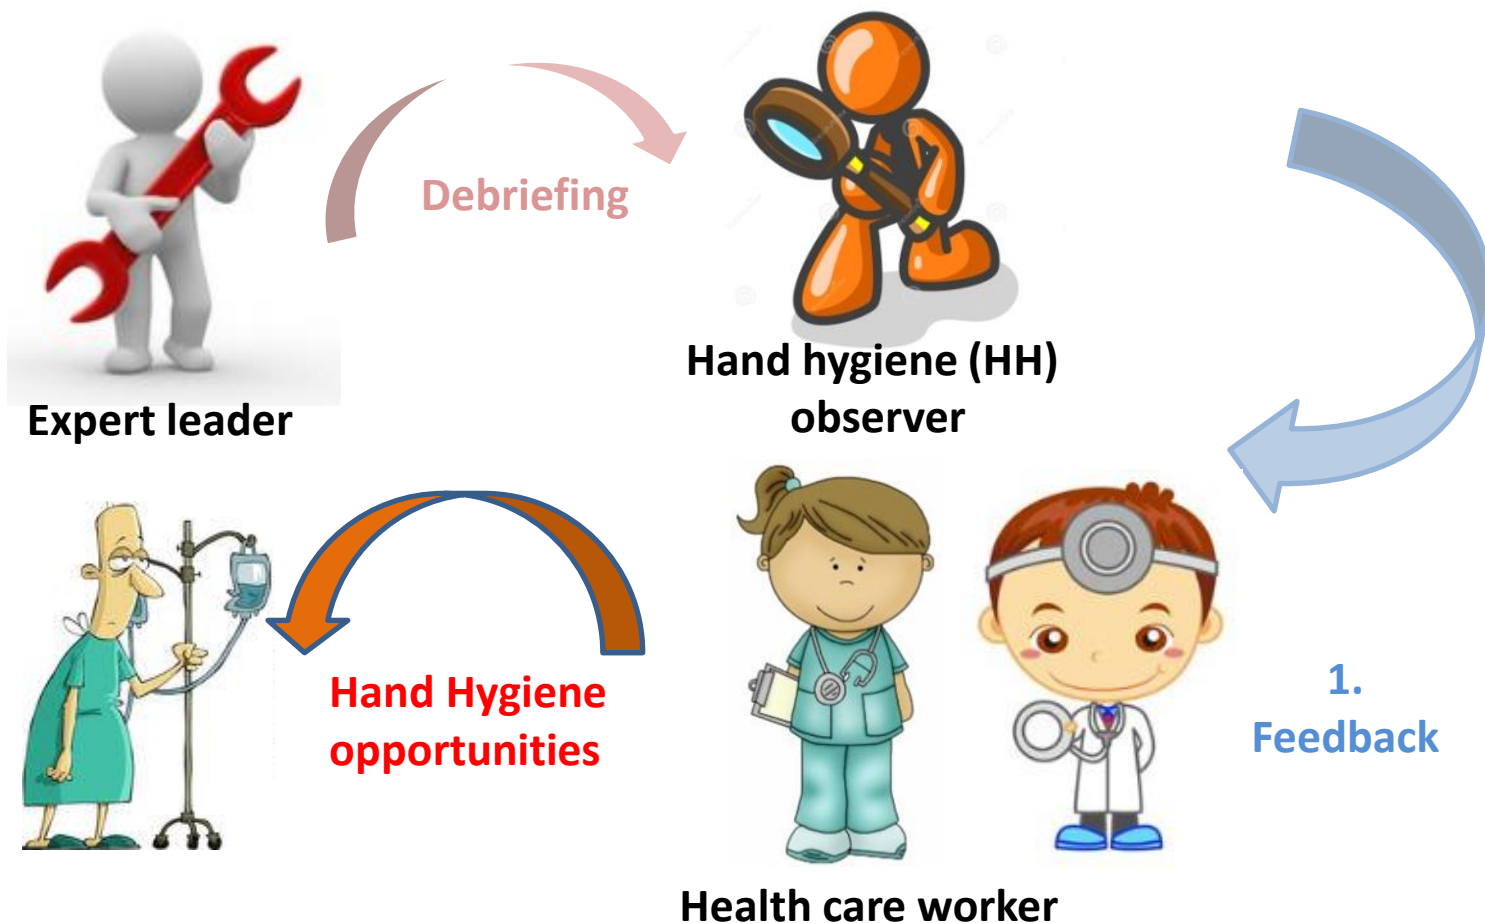 Debriefing
Hand hygiene (HH)
observer
Expert leader
Hand Hygiene
opportunities
1.
Feedback
Health care worker